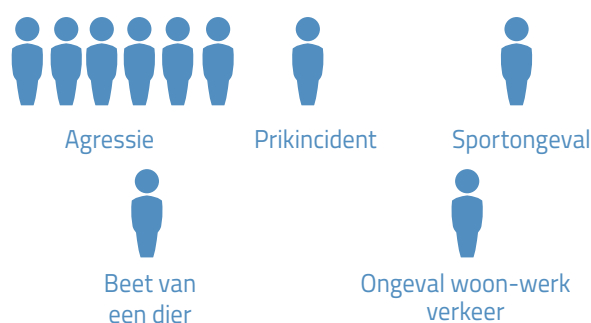 Agressie
Prikincident
Sportongeval
Beet van
een dier
Ongeval woon-werk
verkeer